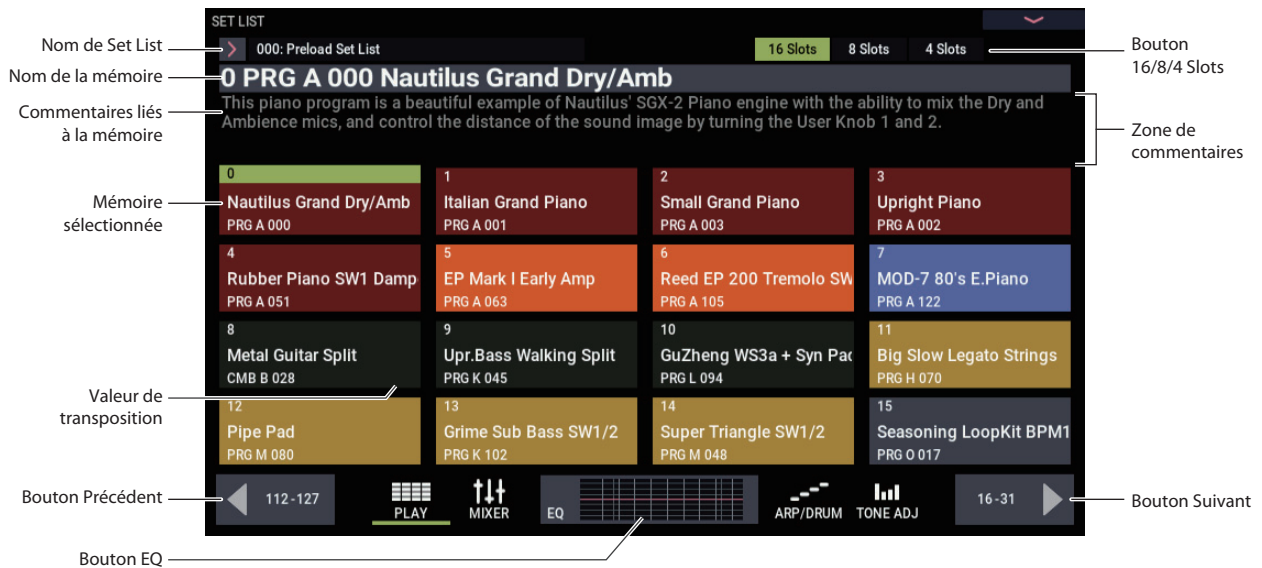 SET LIST
Nom de Set List
000: Preload Set List
16 Slots 8 Slots 4 Slots
Bouton
16/8/4 Slots
Nom de la mémoire
0 PRG A 000 Nautilus Grand Dry/Amb
Commentaires liés
à la mémoire
This piano program is a beautiful example of Nautilus' SGX-2 Piano engine with the ability to mix the Dry and
Ambience mics, and control the distance of the sound image by turning the User Knob 1 and 2.
Zone de
commentaires
Mémoire
sélectionnée
0 1 2 3
Nautilus Grand Dry/Amb Italian Grand Piano Small Grand Piano Upright Piano
PRG A 000 PRG A 001 PRG A 003 PRG A 002
4 5 6 7
Rubber Piano SW1 Damp EP Mark I Early Amp Reed EP 200 Tremolo SW MOD-7 80's E.Piano
PRG A 051 PRG A 063 PRG A 105 PRG A 122
8 9 10 11
Metal Guitar Split Upr.Bass Walking Split GuZheng WS3a + Syn Pad Big Slow Legato Strings
CMB B 028 PRG K 045 PRG L 094 PRG H 070
Valeur de
transposition
12 13 14 15
Pipe Pad Grime Sub Bass SW1/2 Super Triangle SW1/2 Seasoning LoopKit BPM1
PRG M 080 PRG K 102 PRG M 048 PRG O 017
Bouton Précédent
112-127
PLAY MIXER EQ ARP/DRUM TONE ADJ
16-31
Bouton Suivant
Bouton EQ